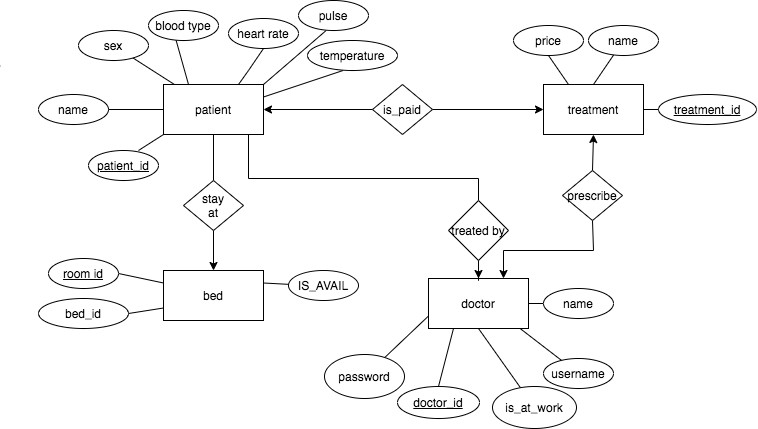 pulse
blood type
heart rate
sex
temperature
price
name
name
patient
is_paid
treatment
treatment_id
patient_id
stay
at
prescribe
treated by
room id
IS_AVAIL
bed
bed_id
doctor
name
password
username
doctor_id
is_at_work